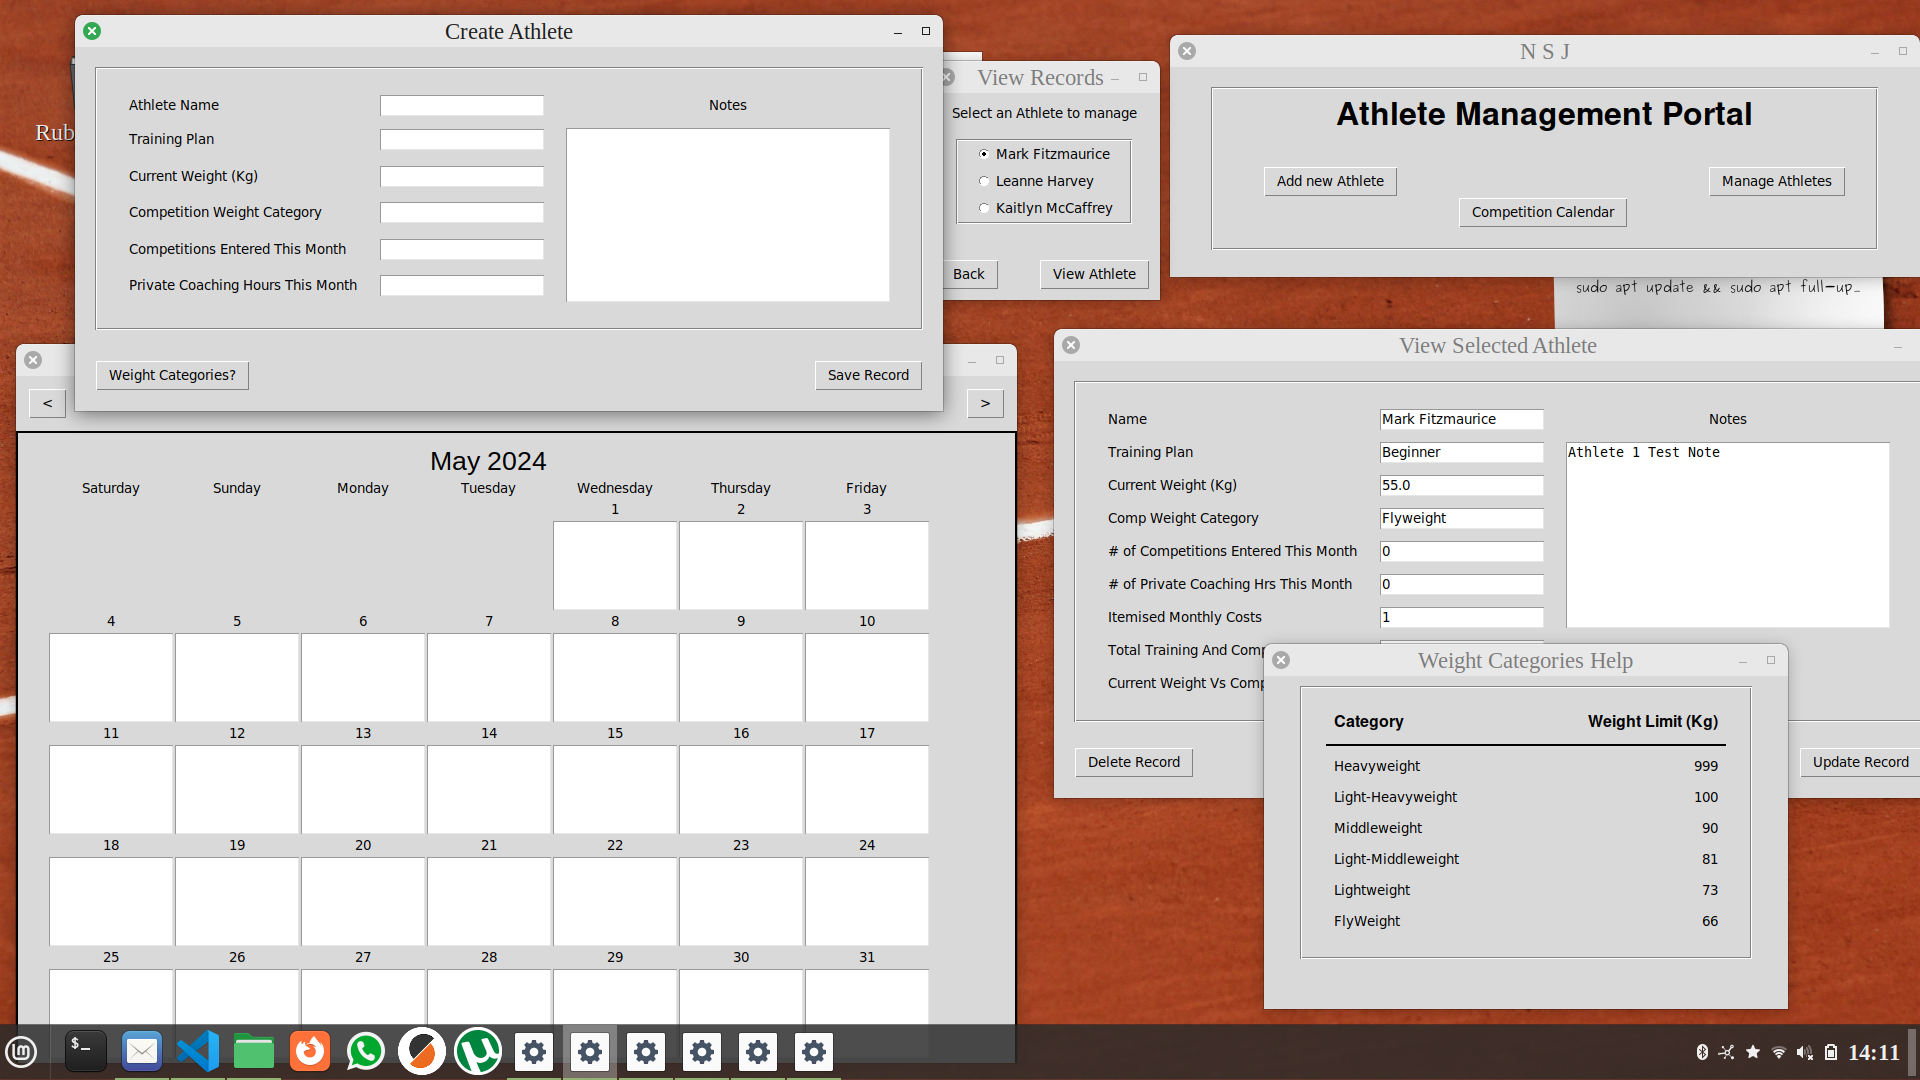 Create Athlete
Athlete Name
Training Plan
Current Weight (Kg)
Competition Weight Category
Competitions Entered This Month
Private Coaching Hours This Month
Notes
Weight Categories?
Save Record
Rub
View Records
Select an Athlete to manage
Mark Fitzmaurice
Leanne Harvey
Kaitlyn McCaffrey
Back
View Athlete
N S J
Athlete Management Portal
Add new Athlete
Manage Athletes
Competition Calendar
sudo apt update && sudo apt full-up...
<
>
May 2024
Saturday Sunday Monday Tuesday Wednesday Thursday Friday
1 2 3
4 5 6 7 8 9 10
11 12 13 14 15 16 17
18 19 20 21 22 23 24
25 26 27 28 29 30 31
View Selected Athlete
Name Mark Fitzmaurice
Training Plan Beginner
Current Weight (Kg) 55.0
Comp Weight Category Flyweight
# of Competitions Entered This Month 0
# of Private Coaching Hrs This Month 0
Itemised Monthly Costs 1
Total Training And Comp
Current Weight Vs Comp
Notes
Athlete 1 Test Note
Delete Record
Update Record
Weight Categories Help
Category Weight Limit (Kg)
Heavyweight 999
Light-Heavyweight 100
Middleweight 90
Light-Middleweight 81
Lightweight 73
FlyWeight 66
lm
$_
14:11